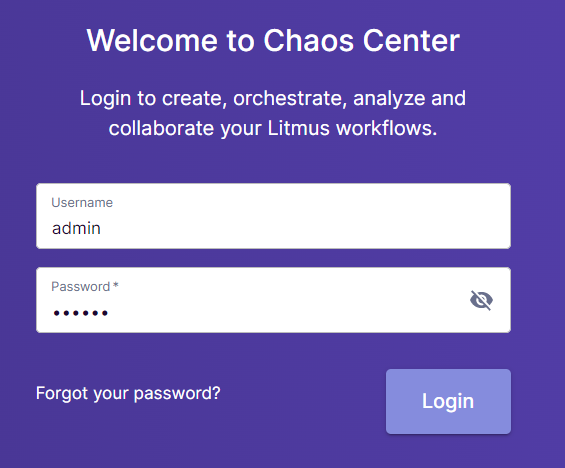 Welcome to Chaos Center
Login to create, orchestrate, analyze and
collaborate your Litmus workflows.
Username
admin
Password *
••••••
Forgot your password?
Login